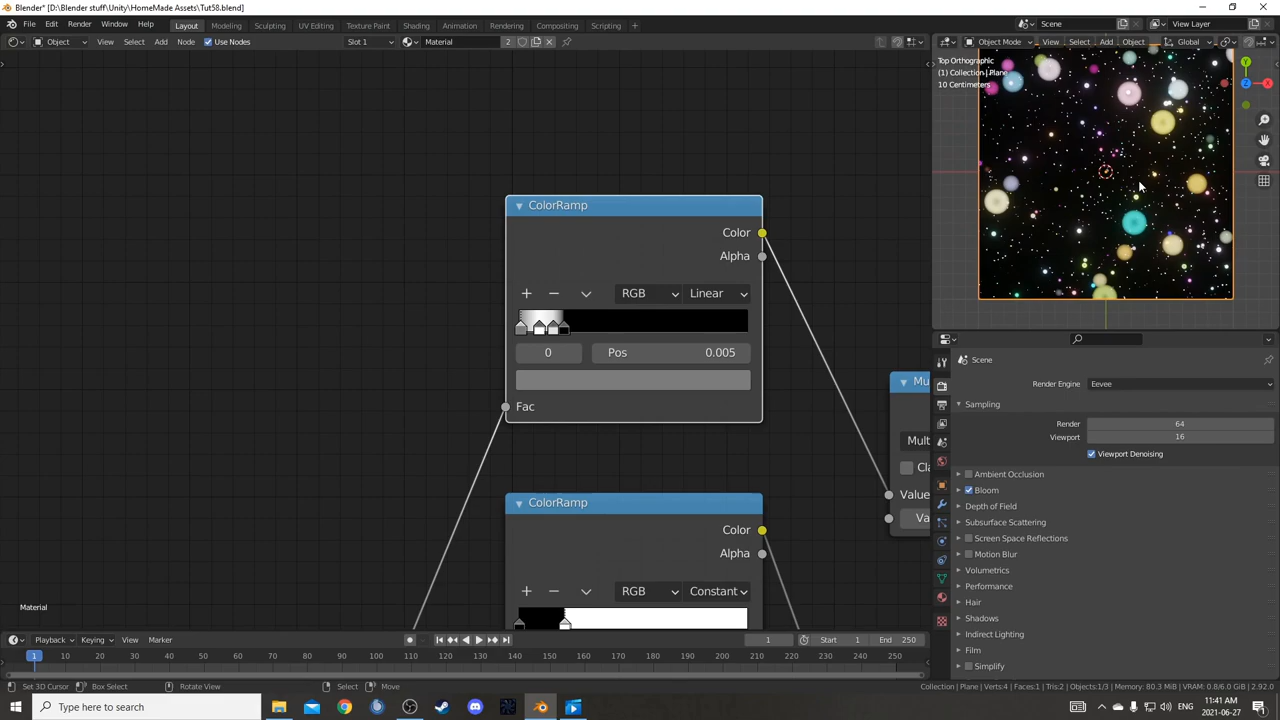 Blender* [D:\Blender stuff\Unity\HomeMade Assets\Tut58.blend]
File Edit Render Window Help Layout Modeling Sculpting UV Editing Texture Paint Shading Animation Rendering Compositing Scripting Scene View Layer
Object View Select Add Node Use Nodes Slot 1 Material 2 Object Mode View Select Add Object Global
Top Orthographic
(1) Collection | Plane
10 Centimeters
Y
Z
X
ColorRamp
Color
Alpha
RGB Linear
0 Pos 0.005
Fac
Mu
Mult
Cla
Value
Va
ColorRamp
Color
Alpha
RGB Constant
Material
Scene
Render Engine Eevee
Sampling
Render 64
Viewport 16
Viewport Denoising
Ambient Occlusion
Bloom
Depth of Field
Subsurface Scattering
Screen Space Reflections
Motion Blur
Volumetrics
Performance
Hair
Shadows
Indirect Lighting
Film
Simplify
Playback Keying View Marker 1 Start 1 End 250
1 10 20 30 40 50 60 70 80 90 100 110 120 130 140 150 160 170 180 190 200 210 220 230 240 250
Set 3D Cursor Box Select Rotate View Select Move Collection | Plane | Verts:4 | Faces:1 | Tris:2 | Objects:1/3 | Memory: 80.3 MiB | VRAM: 0.8/6.0 GiB | 2.92.0
Type here to search ENG 11:41 AM 2021-06-27